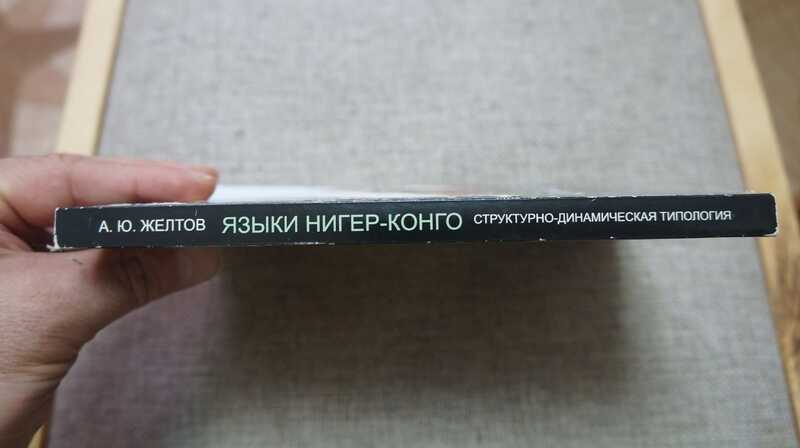 А. Ю. ЖЕЛТОВ ЯЗЫКИ НИГЕР-КОНГО СТРУКТУРНО-ДИНАМИЧЕСКАЯ ТИПОЛОГИЯ